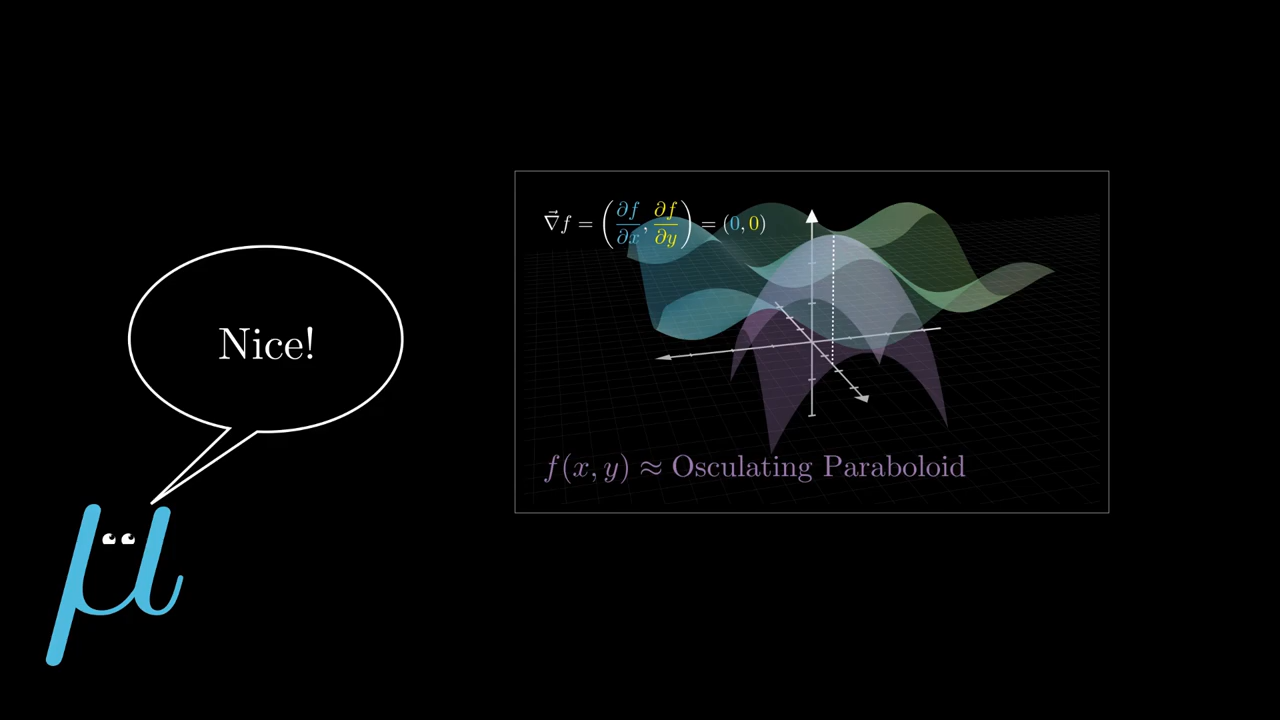 Nice!
∇⃗f = (∂f/∂x, ∂f/∂y) = (0, 0)
f(x, y) ≈ Osculating Paraboloid
μ